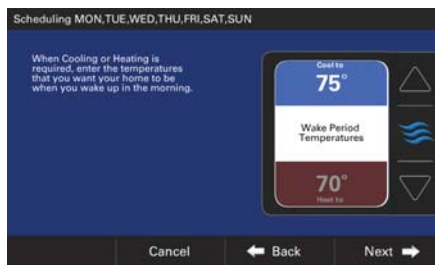 Scheduling MON,TUE,WED,THU,FRI,SAT,SUN
When Cooling or Heating is
required, enter the temperatures
that you want your home to be
when you wake up in the morning.
Cool to
75°
Wake Period
Temperatures
70°
Heat to
Cancel
Back
Next